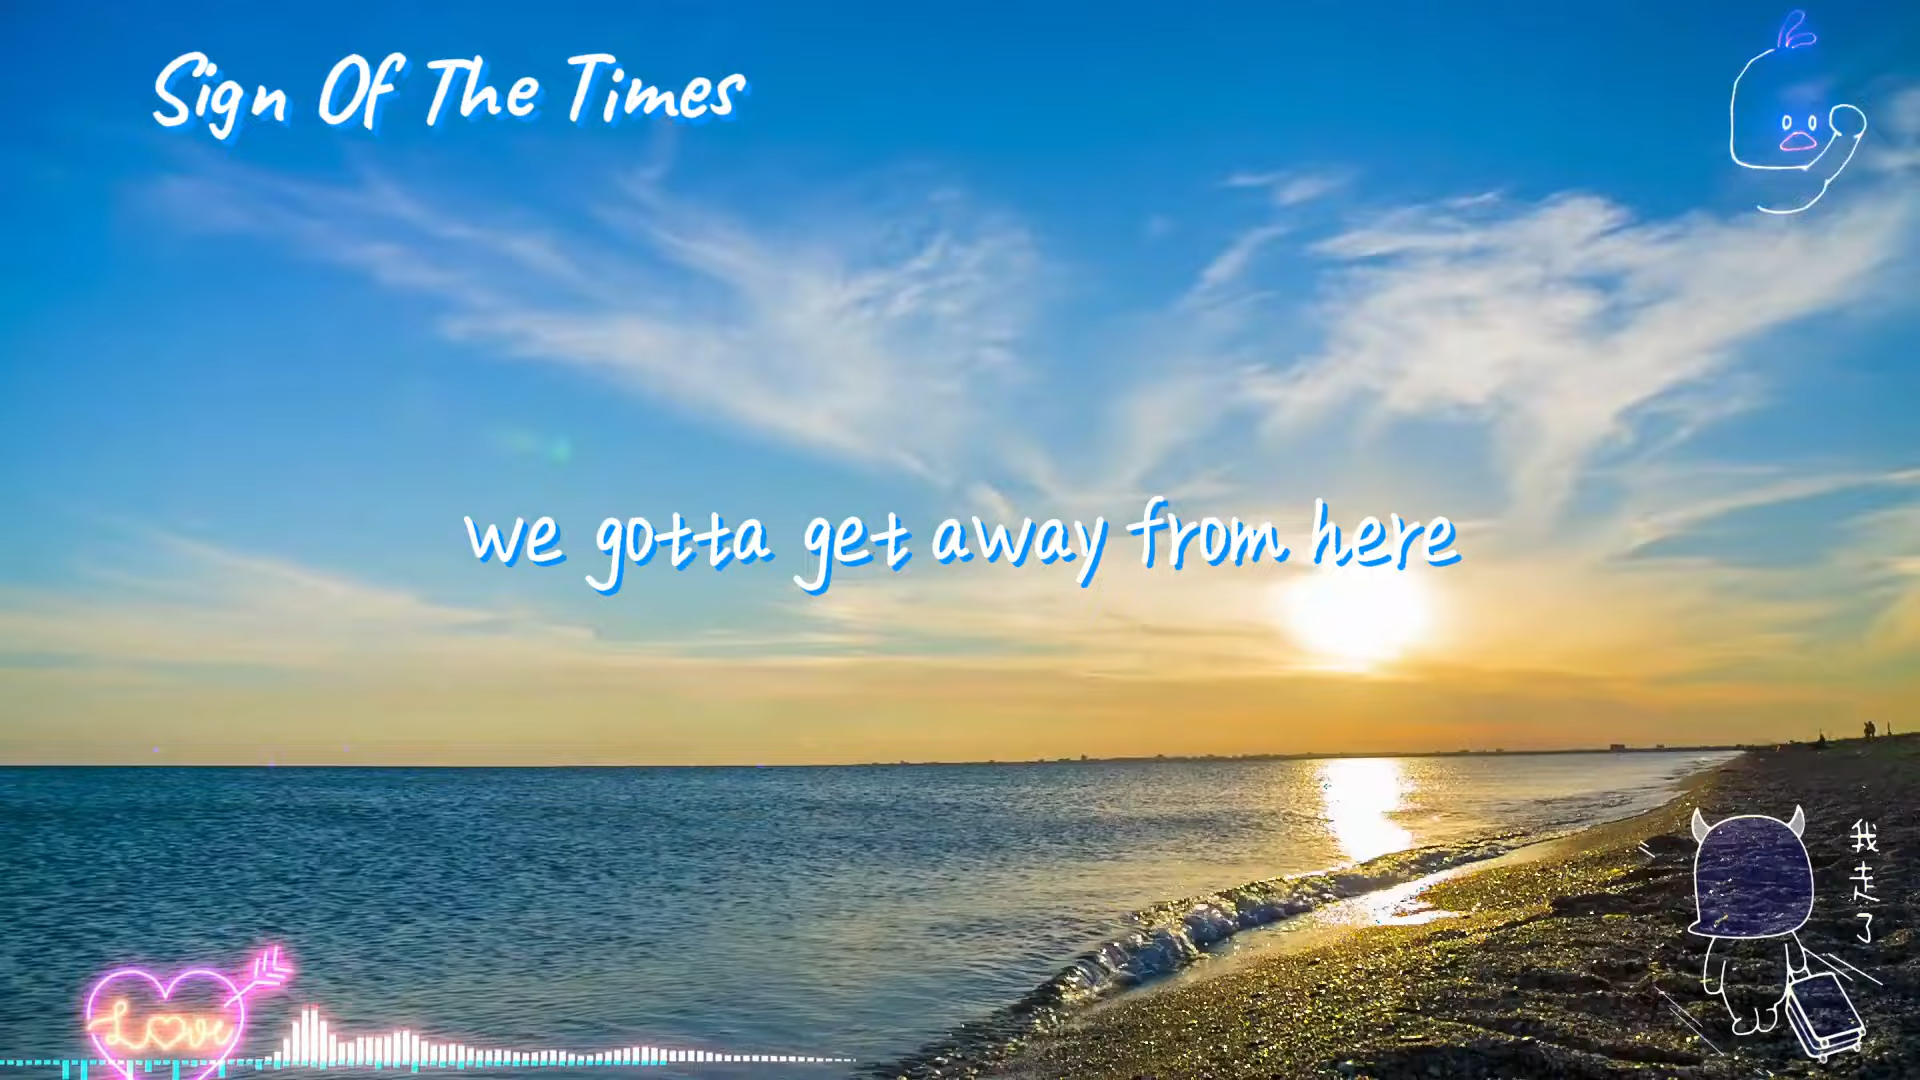 Sign Of The Times
we gotta get away from here
我走了
Love